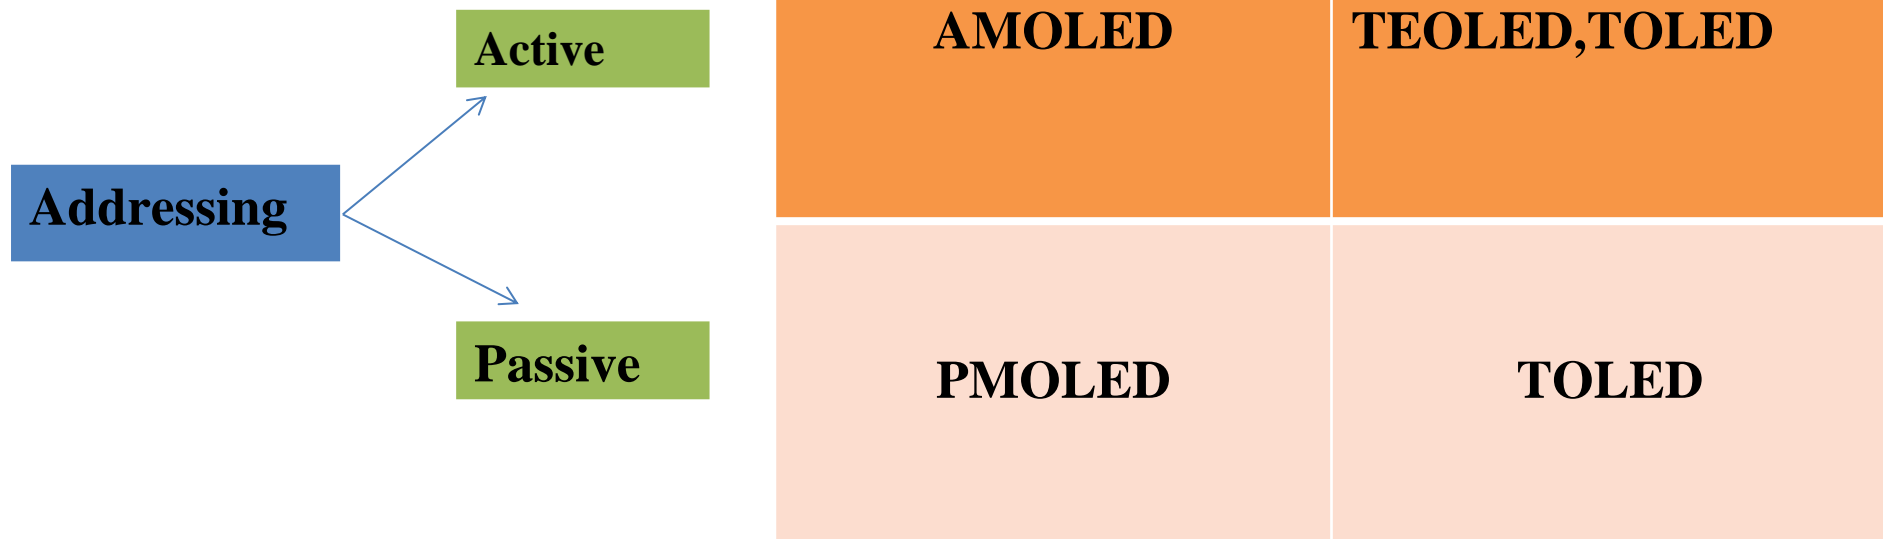 Active
AMOLED
TEOLED,TOLED
Addressing
Passive
PMOLED
TOLED